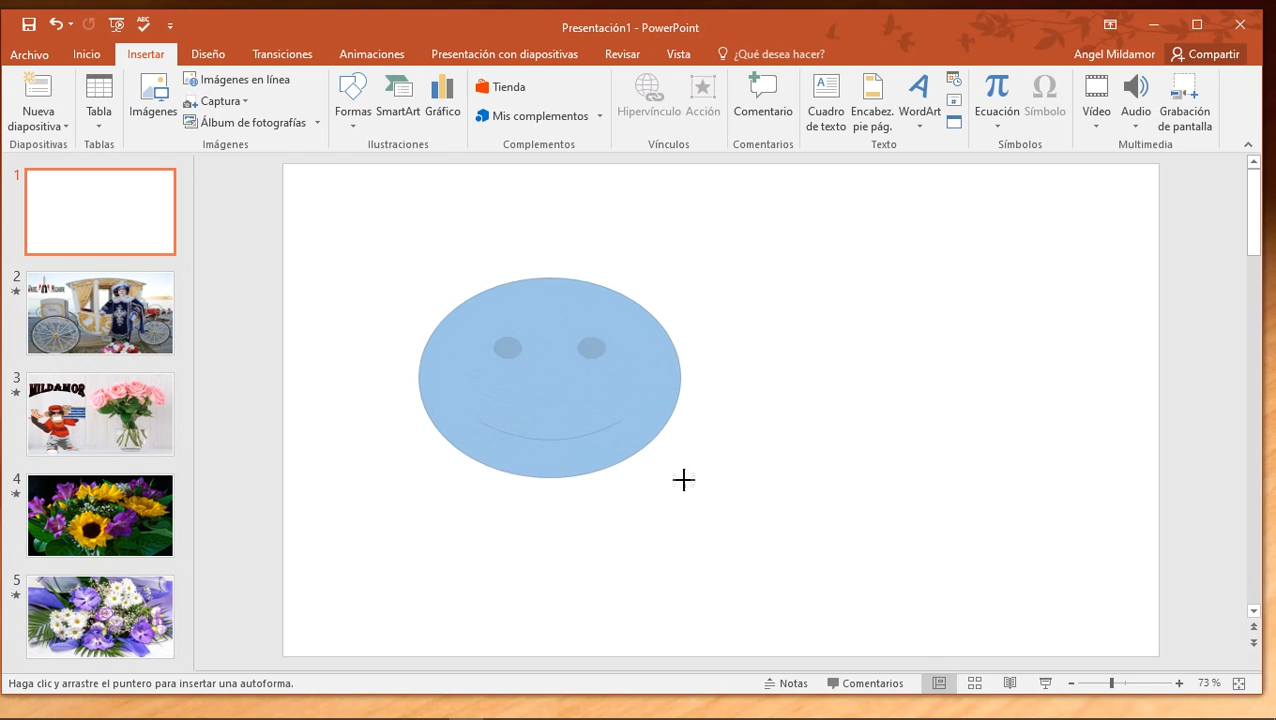 Presentación1 - PowerPoint
Archivo Inicio Insertar Diseño Transiciones Animaciones Presentación con diapositivas Revisar Vista ¿Qué desea hacer? Angel Mildamor Compartir
Nueva diapositiva
Tabla
Imágenes
Imágenes en línea
Captura
Álbum de fotografías
Formas
SmartArt
Gráfico
Tienda
Mis complementos
Hipervínculo
Acción
Comentario
Cuadro de texto
Encabez. pie pág.
WordArt
Ecuación
Símbolo
Vídeo
Audio
Grabación de pantalla
Diapositivas Tablas Imágenes Ilustraciones Complementos Vínculos Comentarios Texto Símbolos Multimedia
1
2
3
MILDAMOR
4
5
Haga clic y arrastre el puntero para insertar una autoforma.
Notas Comentarios 73 %